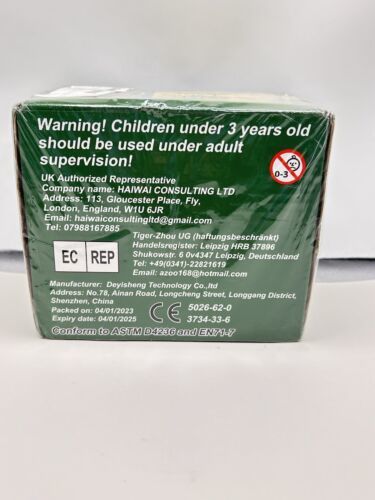 Warning! Children under 3 years old
should be used under adult
supervision!
0-3
UK Authorized Representative
Company name: HAIWAI CONSULTING LTD
Address: 113, Gloucester Place, Fly,
London, England, W1U 6JR
Email: haiwaiconsultingltd@gmail.com
Tel: 07988167885
EC REP
Tiger-Zhou UG (haftungsbeschränkt)
Handelsregister: Leipzig HRB 37896
Shukowstr. 6 0v4347 Leipzig, Deutschland
Tel: +49(0341)-22821619
Email: azoo168@hotmail.com
Manufacturer: Deyisheng Technology Co.,ltd
Address: No.78, Ainan Road, Longcheng Street, Longgang District,
Shenzhen, China
Packed on: 04/01/2023
Expiry date: 04/01/2025
CE
5026-62-0
3734-33-6
Conform to ASTM D4236 and EN71-7